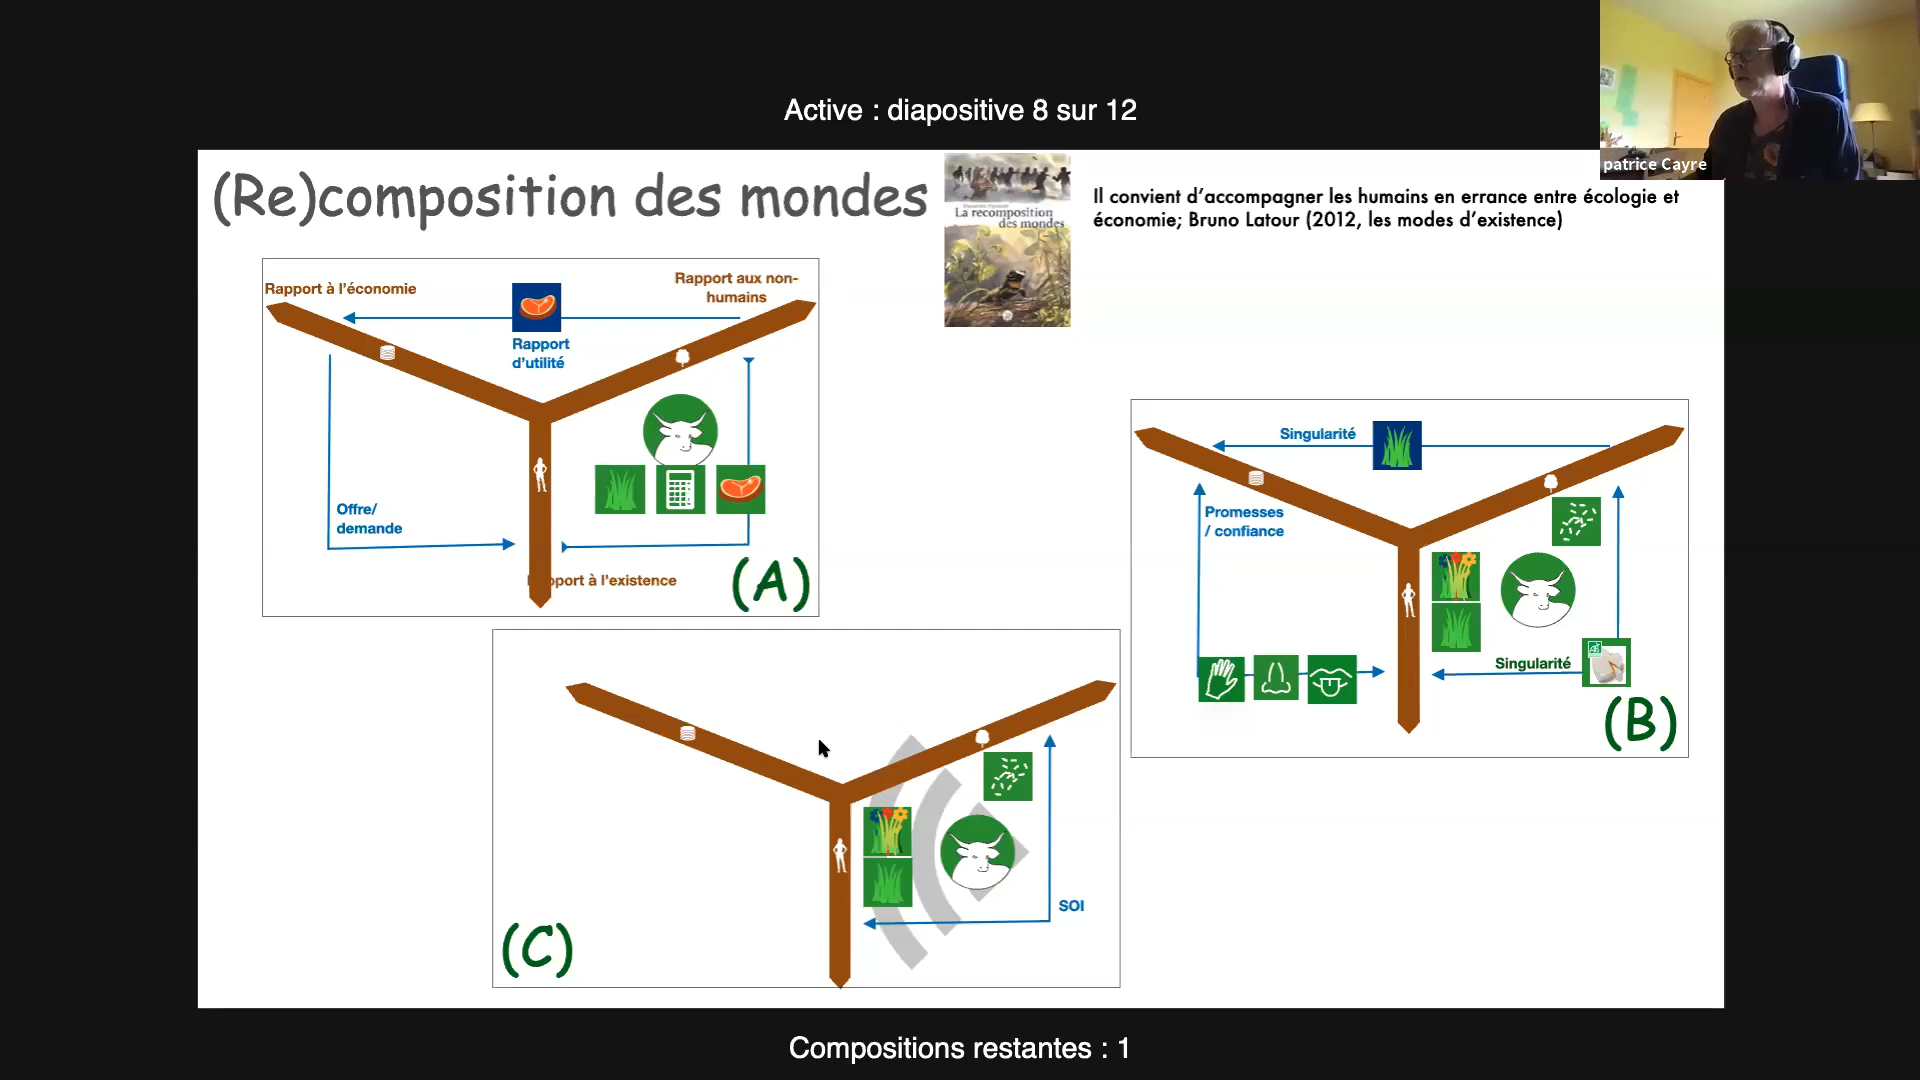 Active : diapositive 8 sur 12
patrice Cayre
(Re)composition des mondes
La recomposition
des mondes
Il convient d'accompagner les humains en errance entre écologie et
économie; Bruno Latour (2012, les modes d'existence)
Rapport à l'économie
Rapport aux non-
humains
Rapport
d'utilité
Offre/
demande
pport à l'existence
(A)
Singularité
Promesses
/ confiance
Singularité
AB
(B)
SOI
(C)
Compositions restantes : 1